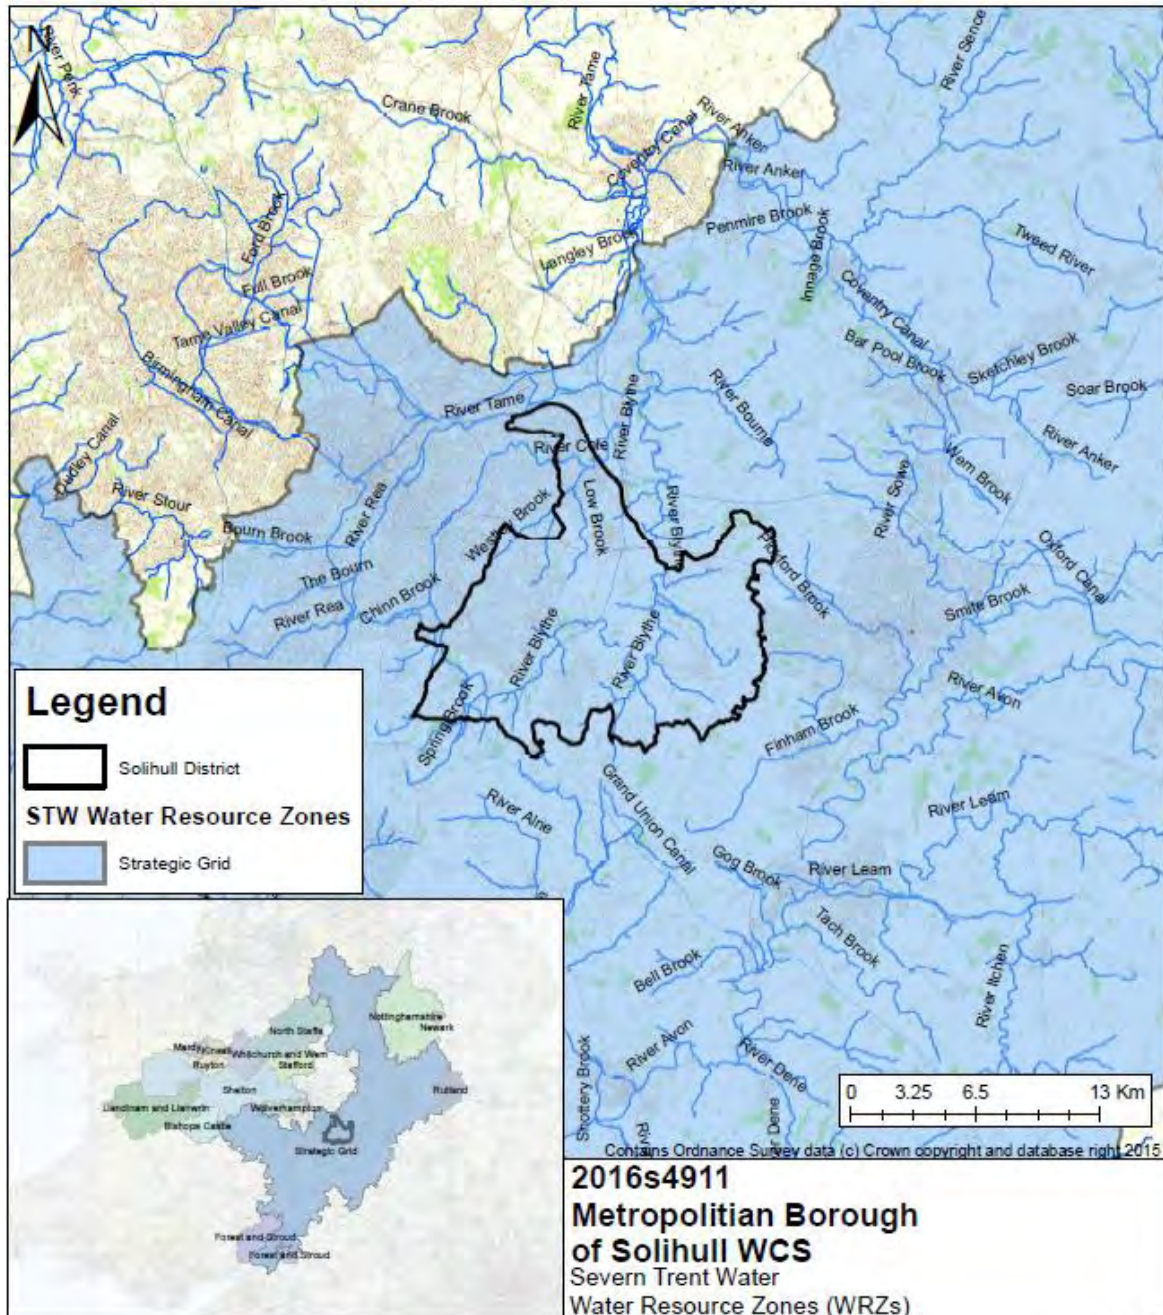 N
River Penk
River Sence
River Tame
Crane Brook
River Anker
Coventry Canal
River Anker
Penmire Brook
Ford Brook
Langley Brook
Innage Brook
Tweed River
Full Brook
Coventry Canal
Tame Valley Canal
Bar Pool Brook
Sketchley Brook
Birmingham Canal
Soar Brook
River Tame
River Blythe
River Bourne
River Cole
River Anker
Dudley Canal
Wem Brook
River Stour
River Rea
River Sowe
Low Brook
River Blythe
Bourn Brook
Oxford Canal
The Bourn
Chinn Brook
Smite Brook
River Rea
River Blythe
River Blythe
River Avon
Spring Brook
Finham Brook
River Alne
Grand Union Canal
River Leam
Gog Brook
River Leam
Tach Brook
Bell Brook
River Itchen
River Avon
River Dene
Shottery Brook
Legend
Solihull District
STW Water Resource Zones
Strategic Grid
North Staffs
Nottinghamshire
Newark
Whitchurch and Wem
Ruyton
Stafford
Shelton
Rutland
Llandinam and Llanwrin
Wolverhampton
Bishops Castle
Strategic Grid
Forest and Stroud
Forest and Stroud
0 3.25 6.5 13 Km
Contains Ordnance Survey data (c) Crown copyright and database right 2015
2016s4911
Metropolitian Borough
of Solihull WCS
Severn Trent Water
Water Resource Zones (WRZs)